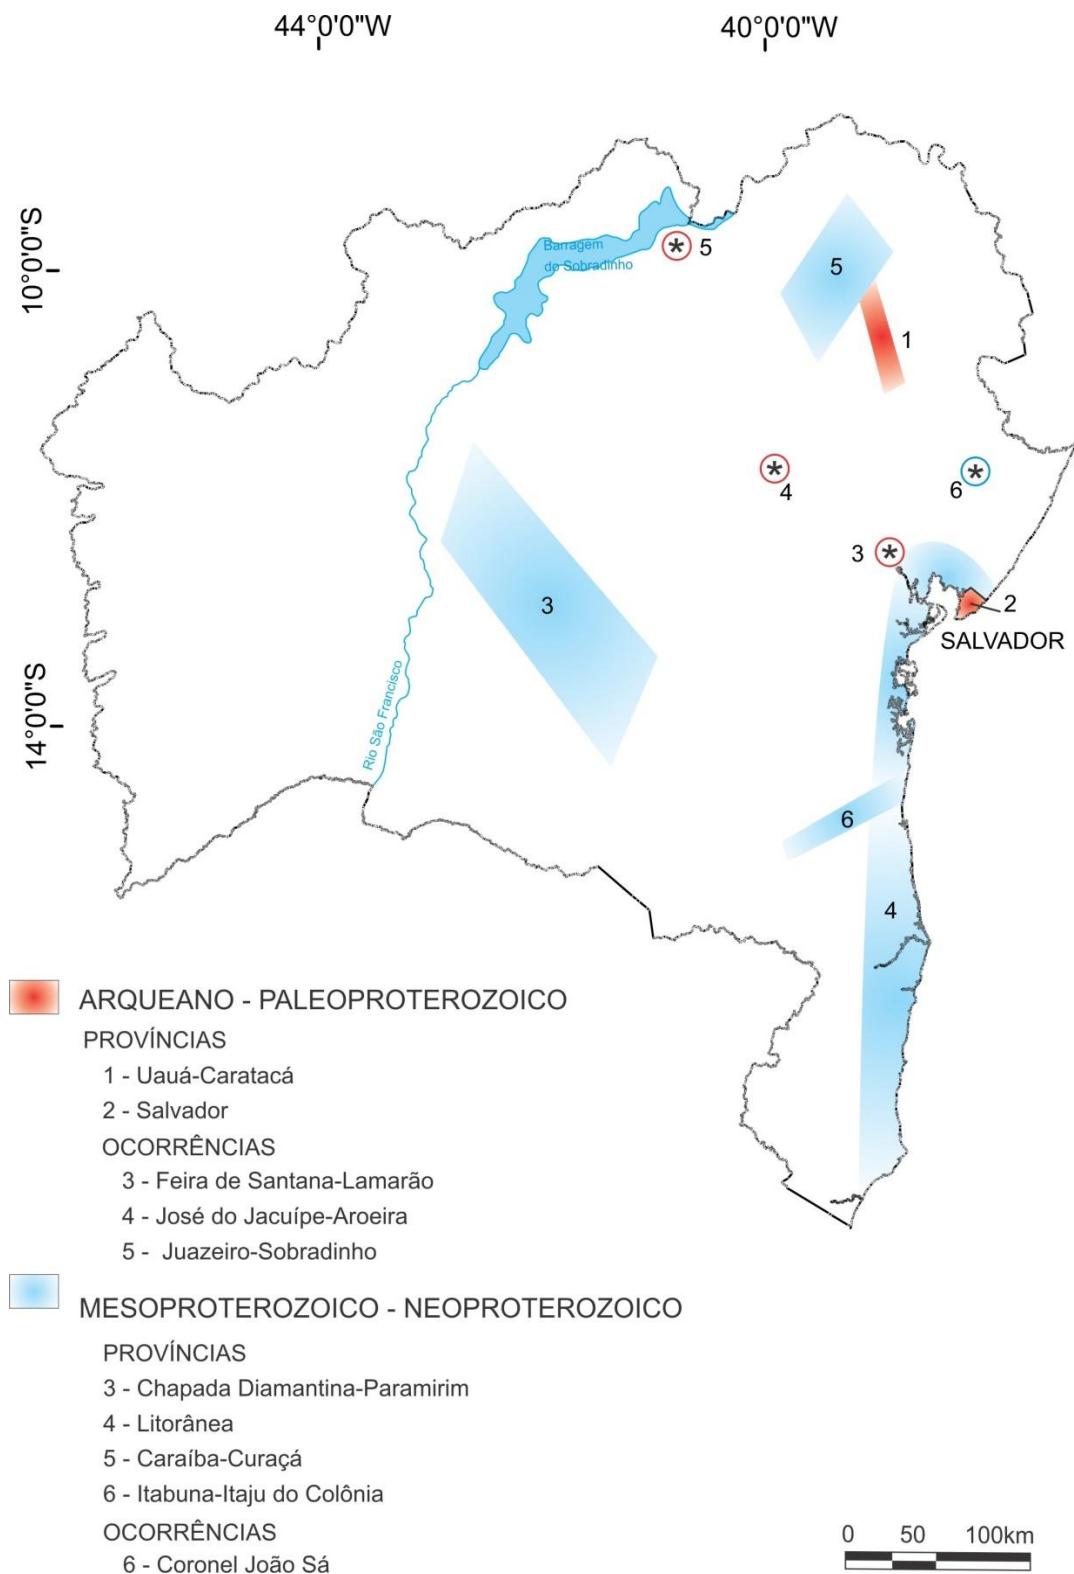 44°0'0"W
40°0'0"W
10°0'0"S
14°0'0"S
Barragem
do Sobradinho
5
5
1
4
6
3
3
2
SALVADOR
Rio São Francisco
6
4
ARQUEANO - PALEOPROTEROZOICO
PROVÍNCIAS
1 - Uauá-Caratacá
2 - Salvador
OCORRÊNCIAS
3 - Feira de Santana-Lamarão
4 - José do Jacuípe-Aroeira
5 - Juazeiro-Sobradinho
MESOPROTEROZOICO - NEOPROTEROZOICO
PROVÍNCIAS
3 - Chapada Diamantina-Paramirim
4 - Litorânea
5 - Caraíba-Curaçá
6 - Itabuna-Itaju do Colônia
OCORRÊNCIAS
6 - Coronel João Sá
0 50 100km